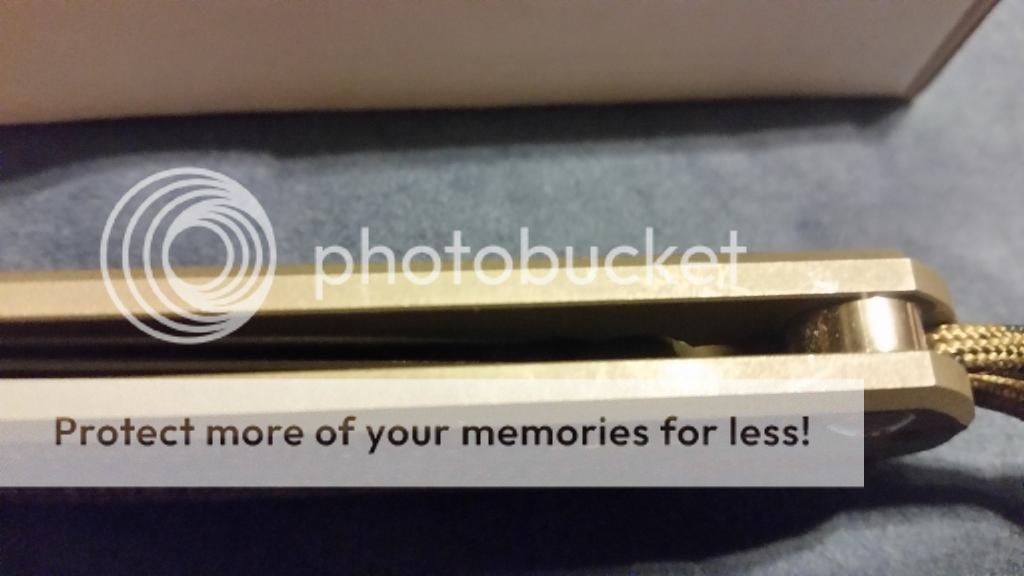 photobucket
Protect more of your memories for less!